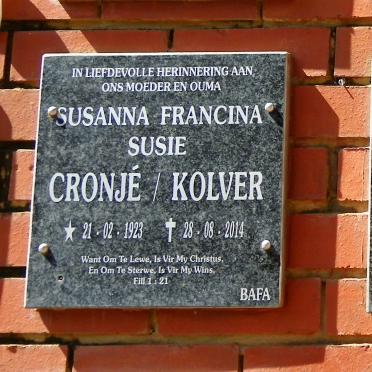 IN LIEFDEVOLLE HERINNERING AAN,
ONS MOEDER EN OUMA
SUSANNA FRANCINA
SUSIE
CRONJÉ / KOLVER
★ 21 - 02 - 1923 ✝ 28 - 08 - 2014
Want Om Te Lewe, Is Vir My Christus,
En Om Te Sterwe, Is Vir My Wins.
Fill 1 : 21
BAFA